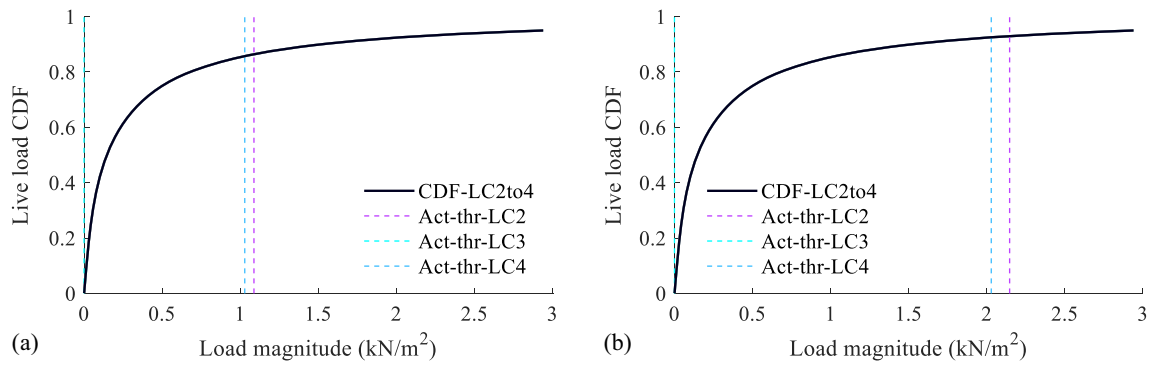 1
0.8
0.6
0.4
0.2
0
Live load CDF
CDF-LC2to4
Act-thr-LC2
Act-thr-LC3
Act-thr-LC4
0 0.5 1 1.5 2 2.5 3
(a) Load magnitude (kN/m²)
1
0.8
0.6
0.4
0.2
0
Live load CDF
CDF-LC2to4
Act-thr-LC2
Act-thr-LC3
Act-thr-LC4
0 0.5 1 1.5 2 2.5 3
(b) Load magnitude (kN/m²)